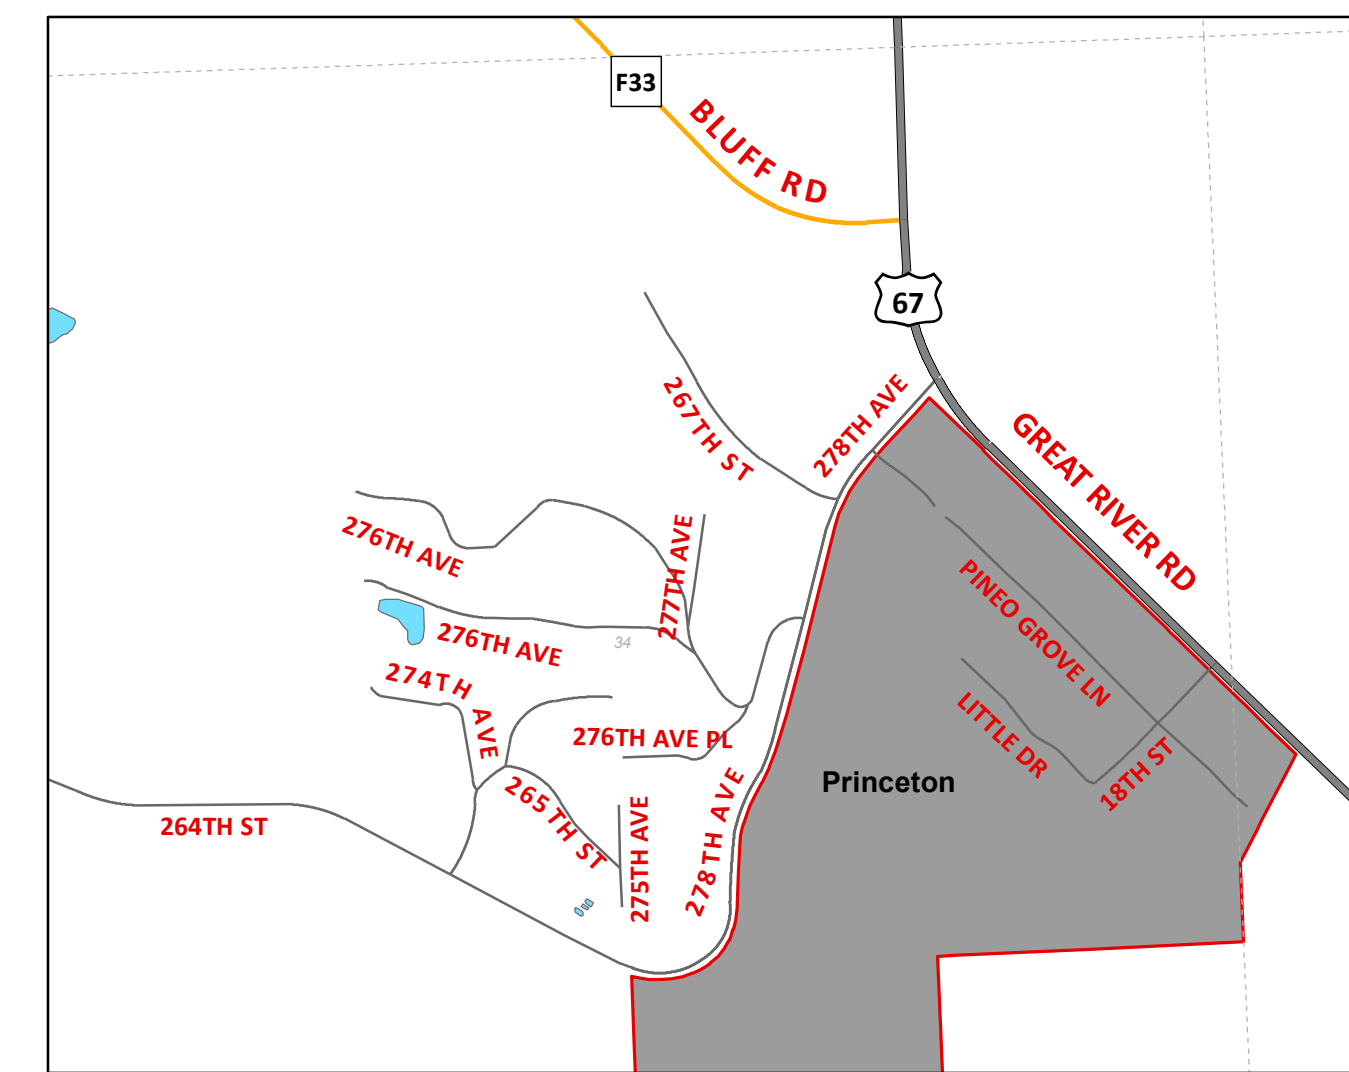 F33
BLUFF RD
67
267TH ST
278TH AVE
GREAT RIVER RD
276TH AVE
277TH AVE
276TH AVE
34
274TH AVE
PINEO GROVE LN
276TH AVE PL
LITTLE DR
18TH ST
Princeton
265TH ST
275TH AVE
278TH AVE
264TH ST